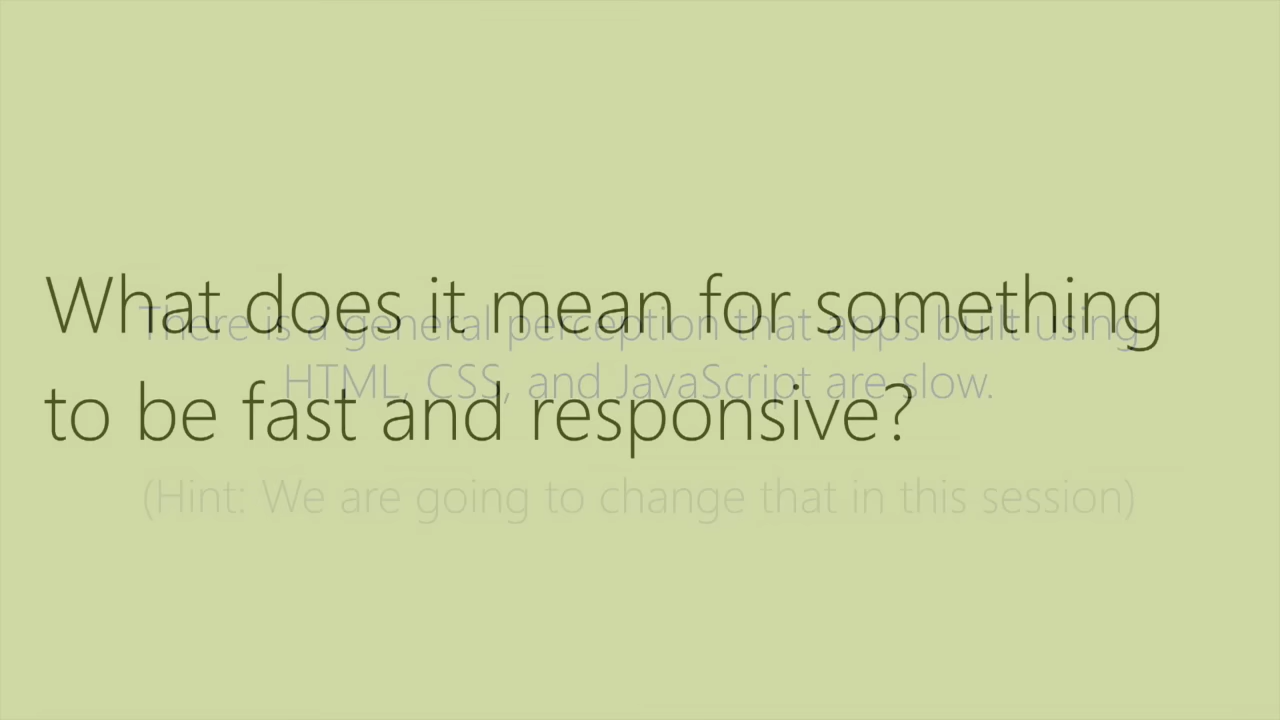 What does it mean for something
to be fast and responsive?
There is a general perception that apps built using
HTML, CSS, and JavaScript are slow.
(Hint: We are going to change that in this session)